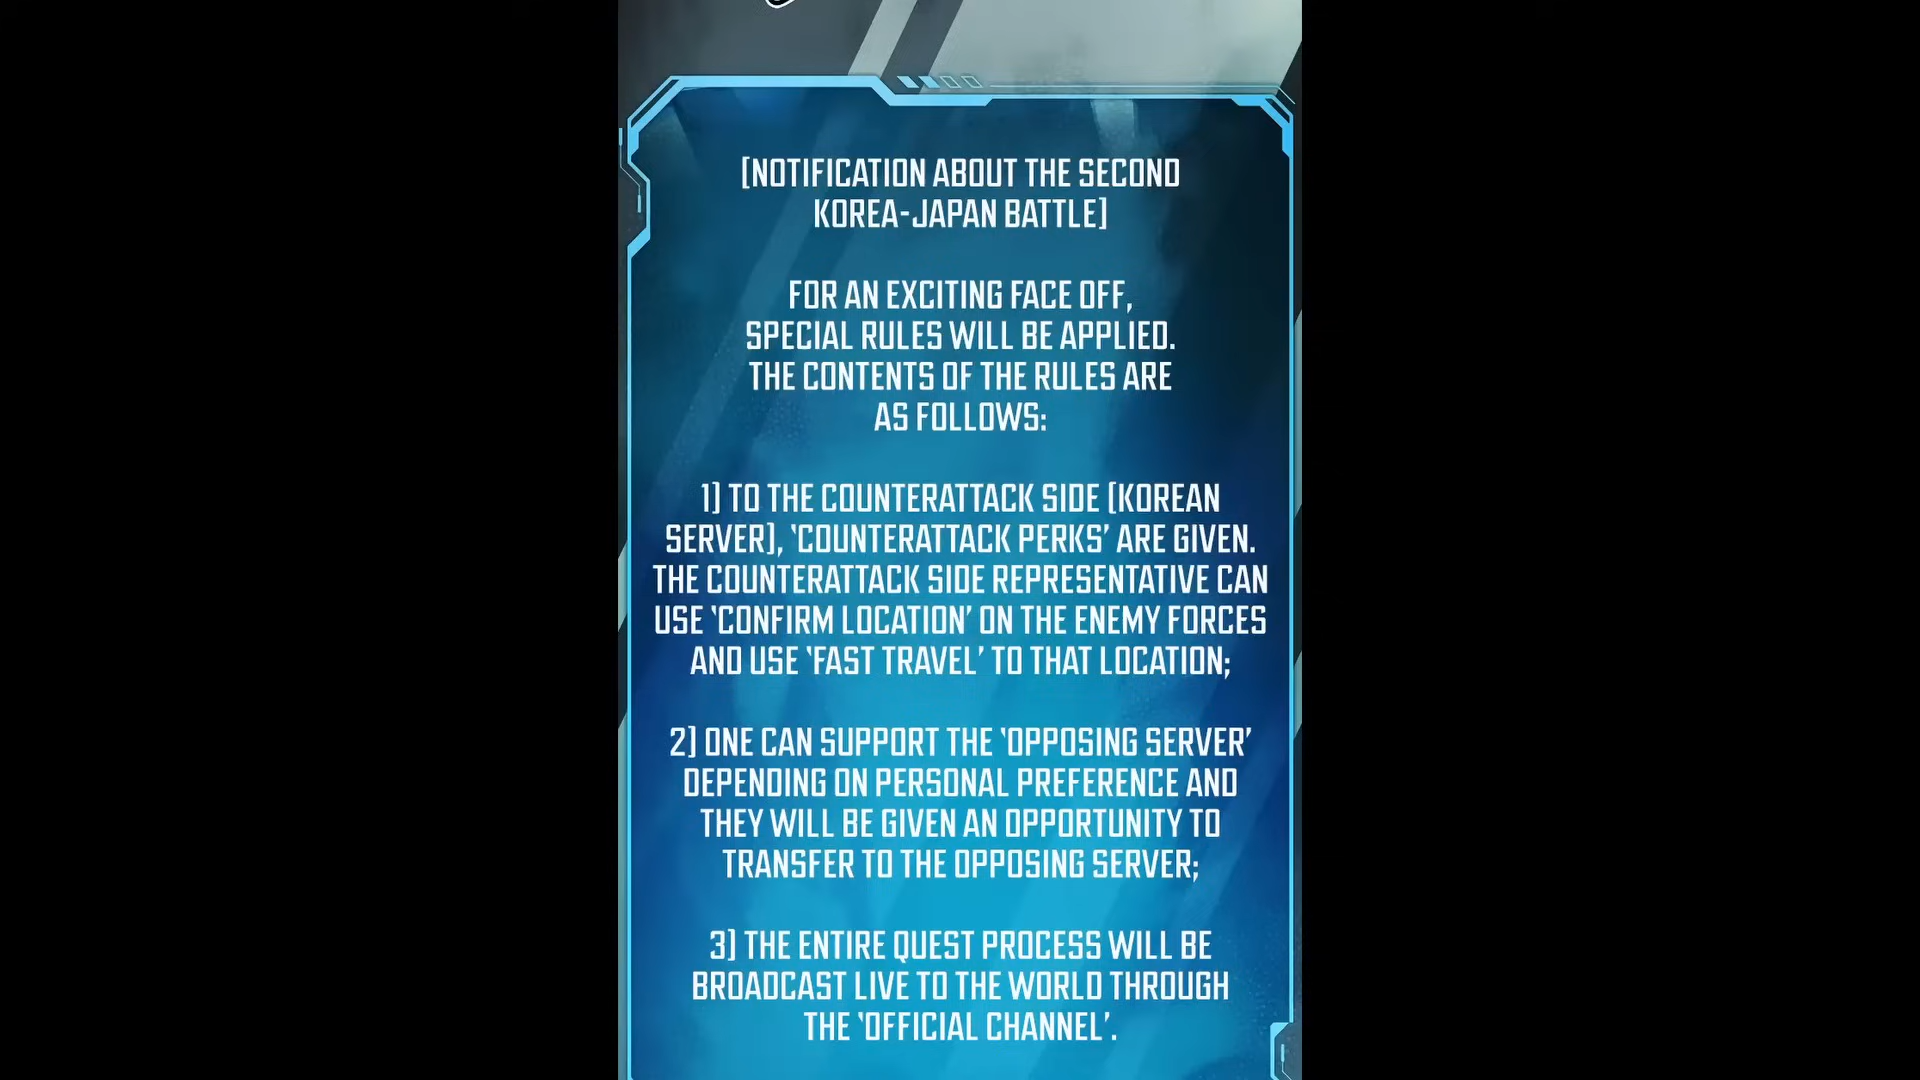 [NOTIFICATION ABOUT THE SECOND
KOREA-JAPAN BATTLE]
FOR AN EXCITING FACE OFF,
SPECIAL RULES WILL BE APPLIED.
THE CONTENTS OF THE RULES ARE
AS FOLLOWS:
1) TO THE COUNTERATTACK SIDE (KOREAN
SERVER), 'COUNTERATTACK PERKS' ARE GIVEN.
THE COUNTERATTACK SIDE REPRESENTATIVE CAN
USE 'CONFIRM LOCATION' ON THE ENEMY FORCES
AND USE 'FAST TRAVEL' TO THAT LOCATION;
2) ONE CAN SUPPORT THE 'OPPOSING SERVER'
DEPENDING ON PERSONAL PREFERENCE AND
THEY WILL BE GIVEN AN OPPORTUNITY TO
TRANSFER TO THE OPPOSING SERVER;
3) THE ENTIRE QUEST PROCESS WILL BE
BROADCAST LIVE TO THE WORLD THROUGH
THE 'OFFICIAL CHANNEL'.